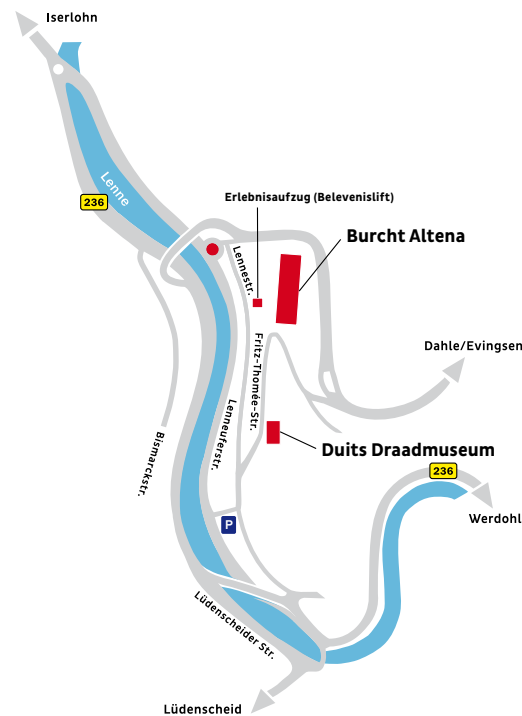 Iserlohn
Lenne
236
Erlebnisaufzug (Belevenislift)
Burcht Altena
Lennestr.
Dahle/Evingsen
Fritz-Thomée-Str.
Lenneuferstr.
Bismarckstr.
Duits Draadmuseum
236
Werdohl
P
Lüdenscheider Str.
Lüdenscheid